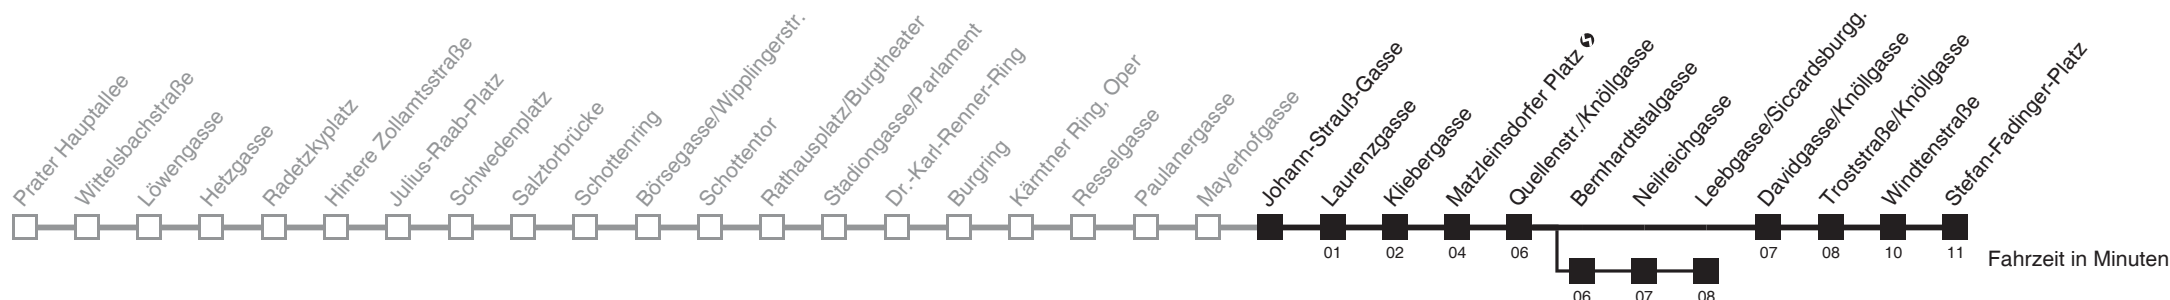 Prater Hauptallee
Wittelsbachstraße
Löwengasse
Hetzgasse
Radetzkyplatz
Hintere Zollamtsstraße
Julius-Raab-Platz
Schwedenplatz
Salztorbrücke
Schottenring
Börsegasse/Wipplingerstr.
Schottentor
Rathausplatz/Burgtheater
Stadiongasse/Parlament
Dr.-Karl-Renner-Ring
Burgring
Kärntner Ring, Oper
Resselgasse
Paulanergasse
Mayerhofgasse
Johann-Strauß-Gasse
Laurenzgasse
Kliebergasse
Matzleinsdorfer Platz
Quellenstr./Knöllgasse
Bernhardtstalgasse
Neilreichgasse
Leebgasse/Siccardsburgg.
Davidgasse/Knöllgasse
Troststraße/Knöllgasse
Windtenstraße
Stefan-Fadinger-Platz
01 02 04 06 07 08 10 11
Fahrzeit in Minuten
06 07 08